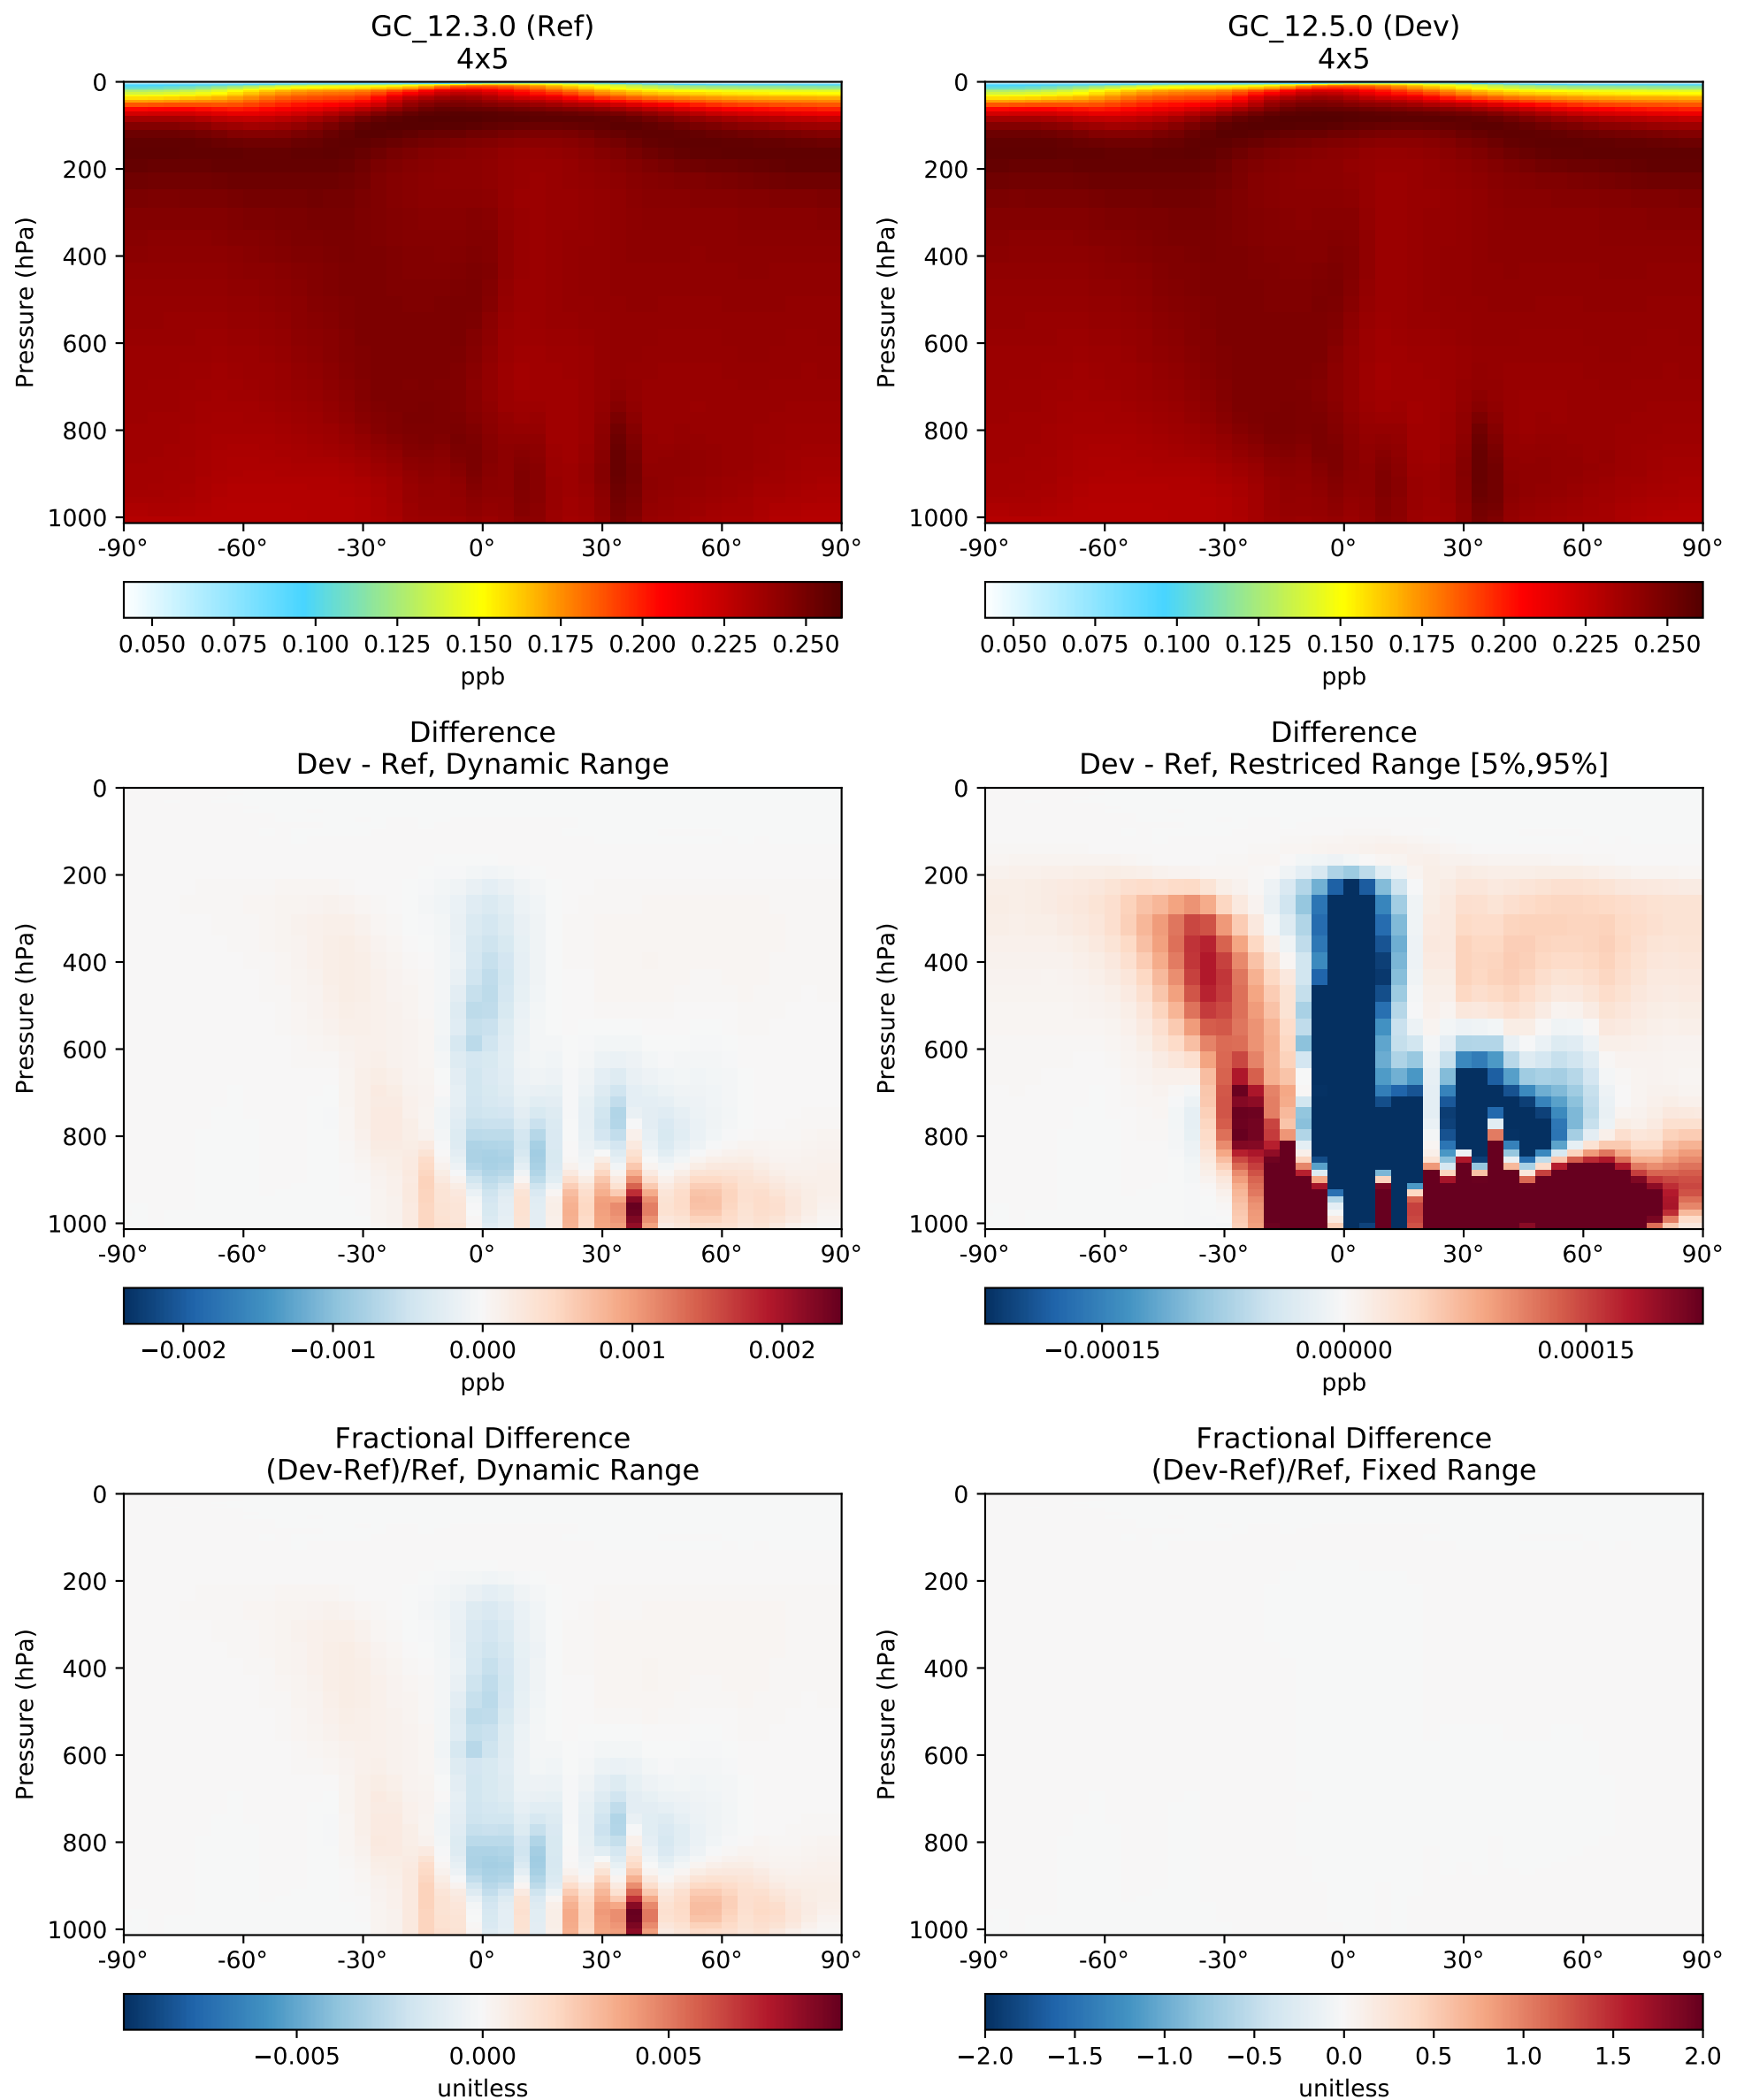 GC_12.3.0 (Ref)
4x5
GC_12.5.0 (Dev)
4x5
Pressure (hPa)
0
200
400
600
800
1000
-90° -60° -30° 0° 30° 60° 90°
0.050 0.075 0.100 0.125 0.150 0.175 0.200 0.225 0.250
ppb
Pressure (hPa)
0
200
400
600
800
1000
-90° -60° -30° 0° 30° 60° 90°
0.050 0.075 0.100 0.125 0.150 0.175 0.200 0.225 0.250
ppb
Difference
Dev - Ref, Dynamic Range
Pressure (hPa)
0
200
400
600
800
1000
-90° -60° -30° 0° 30° 60° 90°
−0.002 −0.001 0.000 0.001 0.002
ppb
Difference
Dev - Ref, Restriced Range [5%,95%]
Pressure (hPa)
0
200
400
600
800
1000
-90° -60° -30° 0° 30° 60° 90°
−0.00015 0.00000 0.00015
ppb
Fractional Difference
(Dev-Ref)/Ref, Dynamic Range
Pressure (hPa)
0
200
400
600
800
1000
-90° -60° -30° 0° 30° 60° 90°
−0.005 0.000 0.005
unitless
Fractional Difference
(Dev-Ref)/Ref, Fixed Range
Pressure (hPa)
0
200
400
600
800
1000
-90° -60° -30° 0° 30° 60° 90°
−2.0 −1.5 −1.0 −0.5 0.0 0.5 1.0 1.5 2.0
unitless